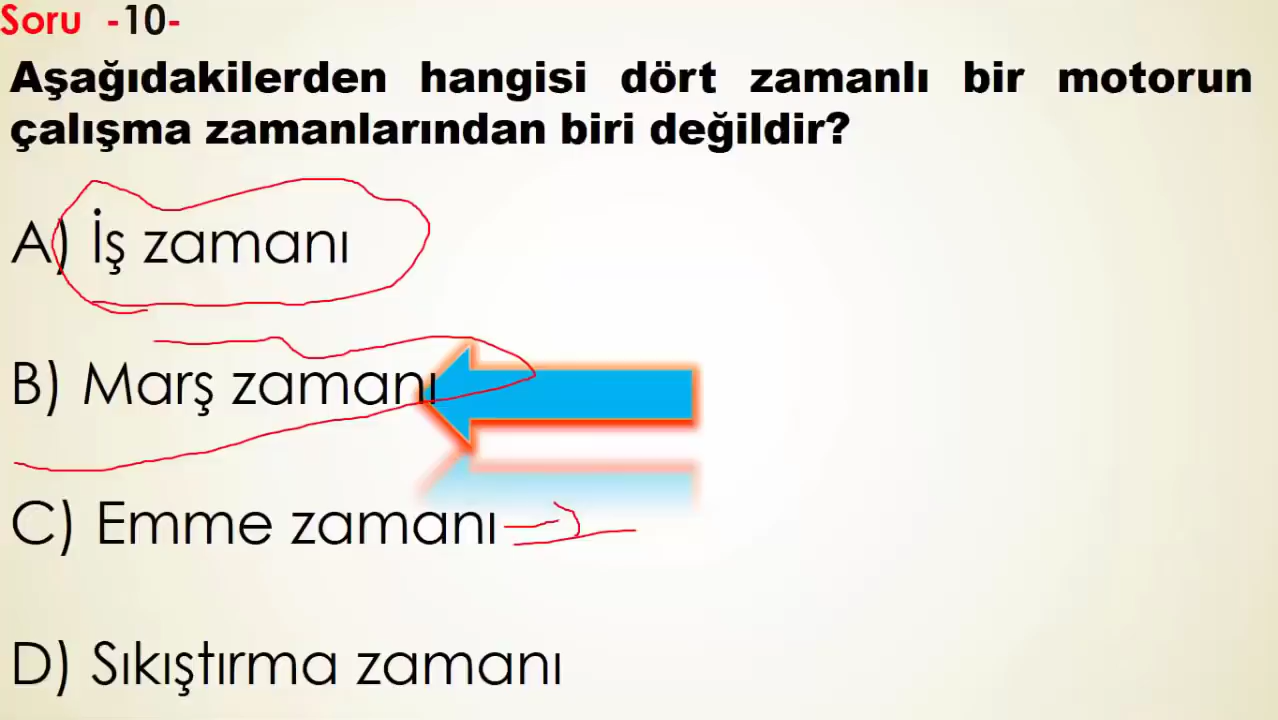 Soru -10-
Aşağıdakilerden hangisi dört zamanlı bir motorun
çalışma zamanlarından biri değildir?
A) İş zamanı
B) Marş zamanı
C) Emme zamanı
D) Sıkıştırma zamanı